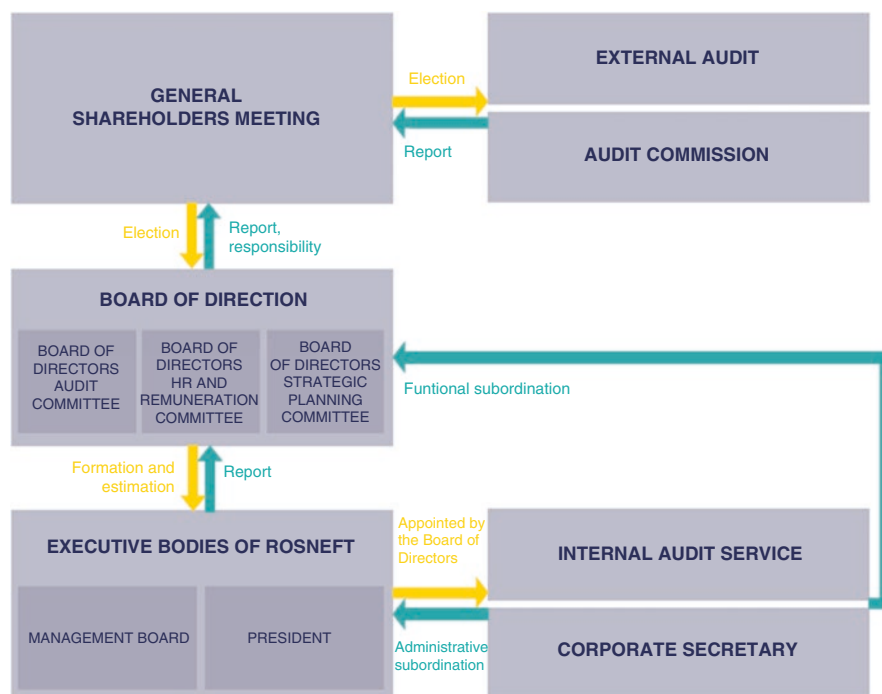 GENERAL
SHAREHOLDERS MEETING
Election
Report
EXTERNAL AUDIT
AUDIT COMMISSION
Election
Report,
responsibility
BOARD OF DIRECTION
BOARD OF
DIRECTORS
AUDIT
COMMITTEE
BOARD OF
DIRECTORS
HR AND
REMUNERATION
COMMITTEE
BOARD
OF DIRECTORS
STRATEGIC
PLANNING
COMMITTEE
Funtional subordination
Formation and
estimation
Report
EXECUTIVE BODIES OF ROSNEFT
MANAGEMENT BOARD
PRESIDENT
Appointed by
the Board of
Directors
Administrative
subordination
INTERNAL AUDIT SERVICE
CORPORATE SECRETARY